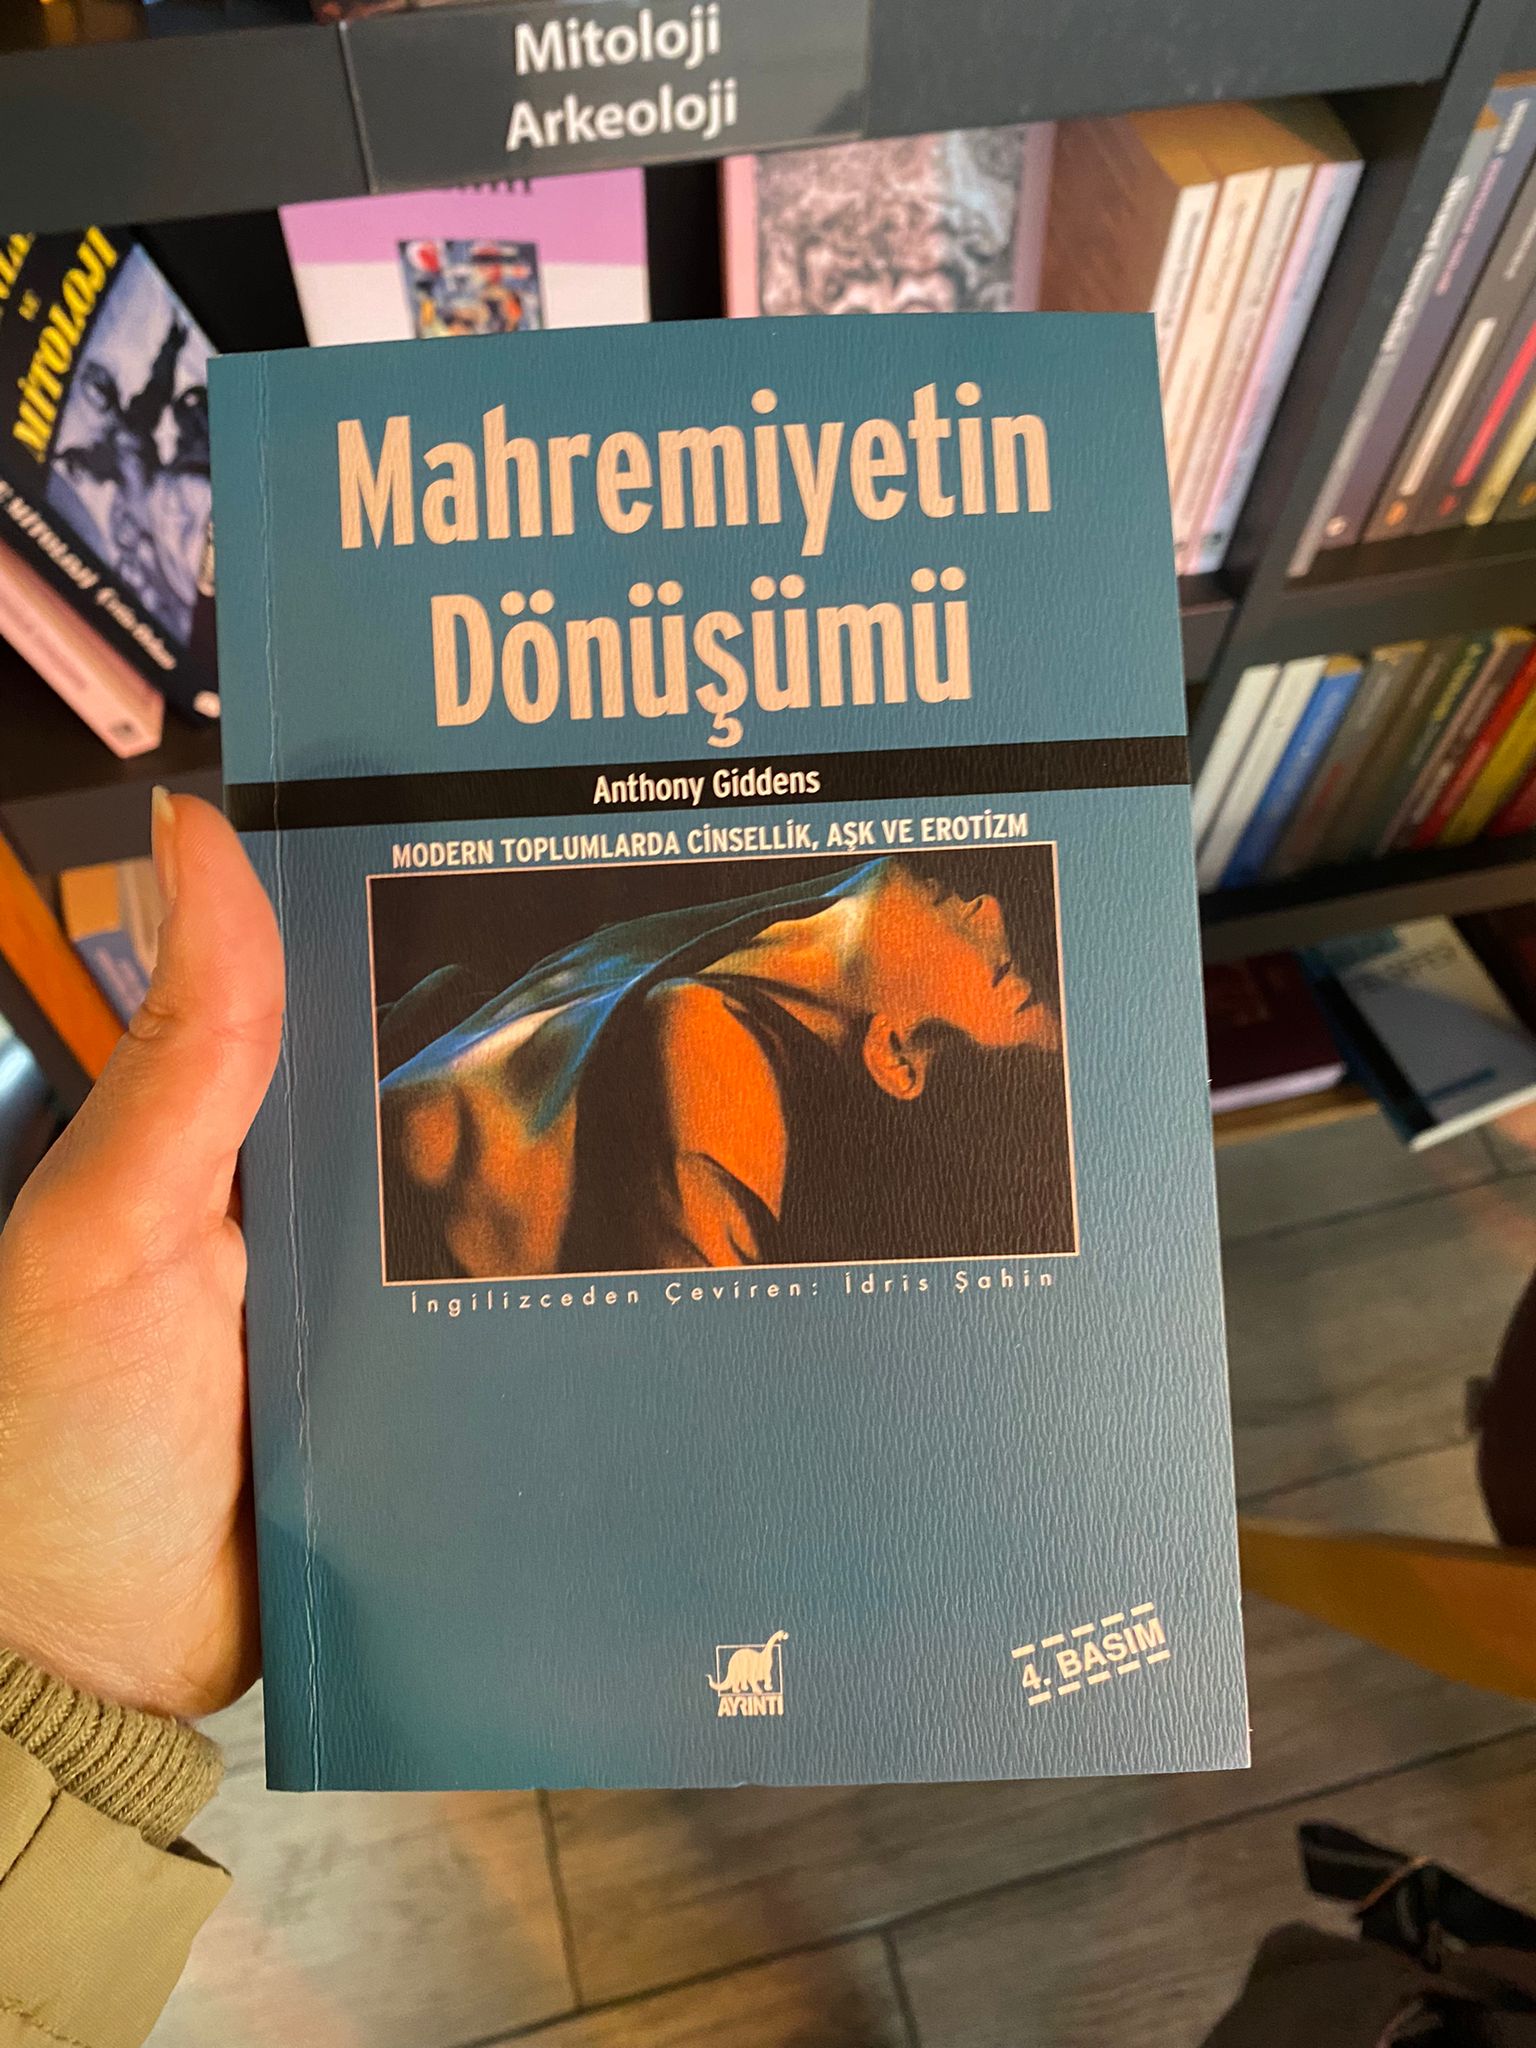 Mitoloji
Arkeoloji
MİTOLOJİ
Mahremiyetin
Dönüşümü
Anthony Giddens
MODERN TOPLUMLARDA CİNSELLİK, AŞK VE EROTİZM
İngilizceden Çeviren: İdris Şahin
AYRINTI
4. BASIM